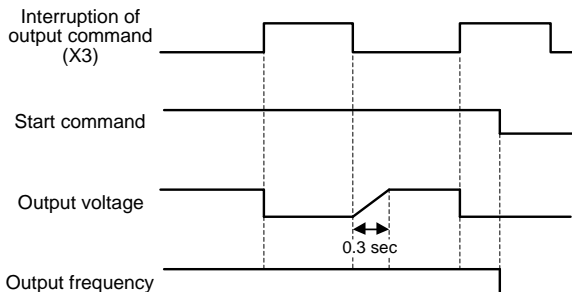 Interruption of
output command
(X3)
Start command
Output voltage
0.3 sec
Output frequency